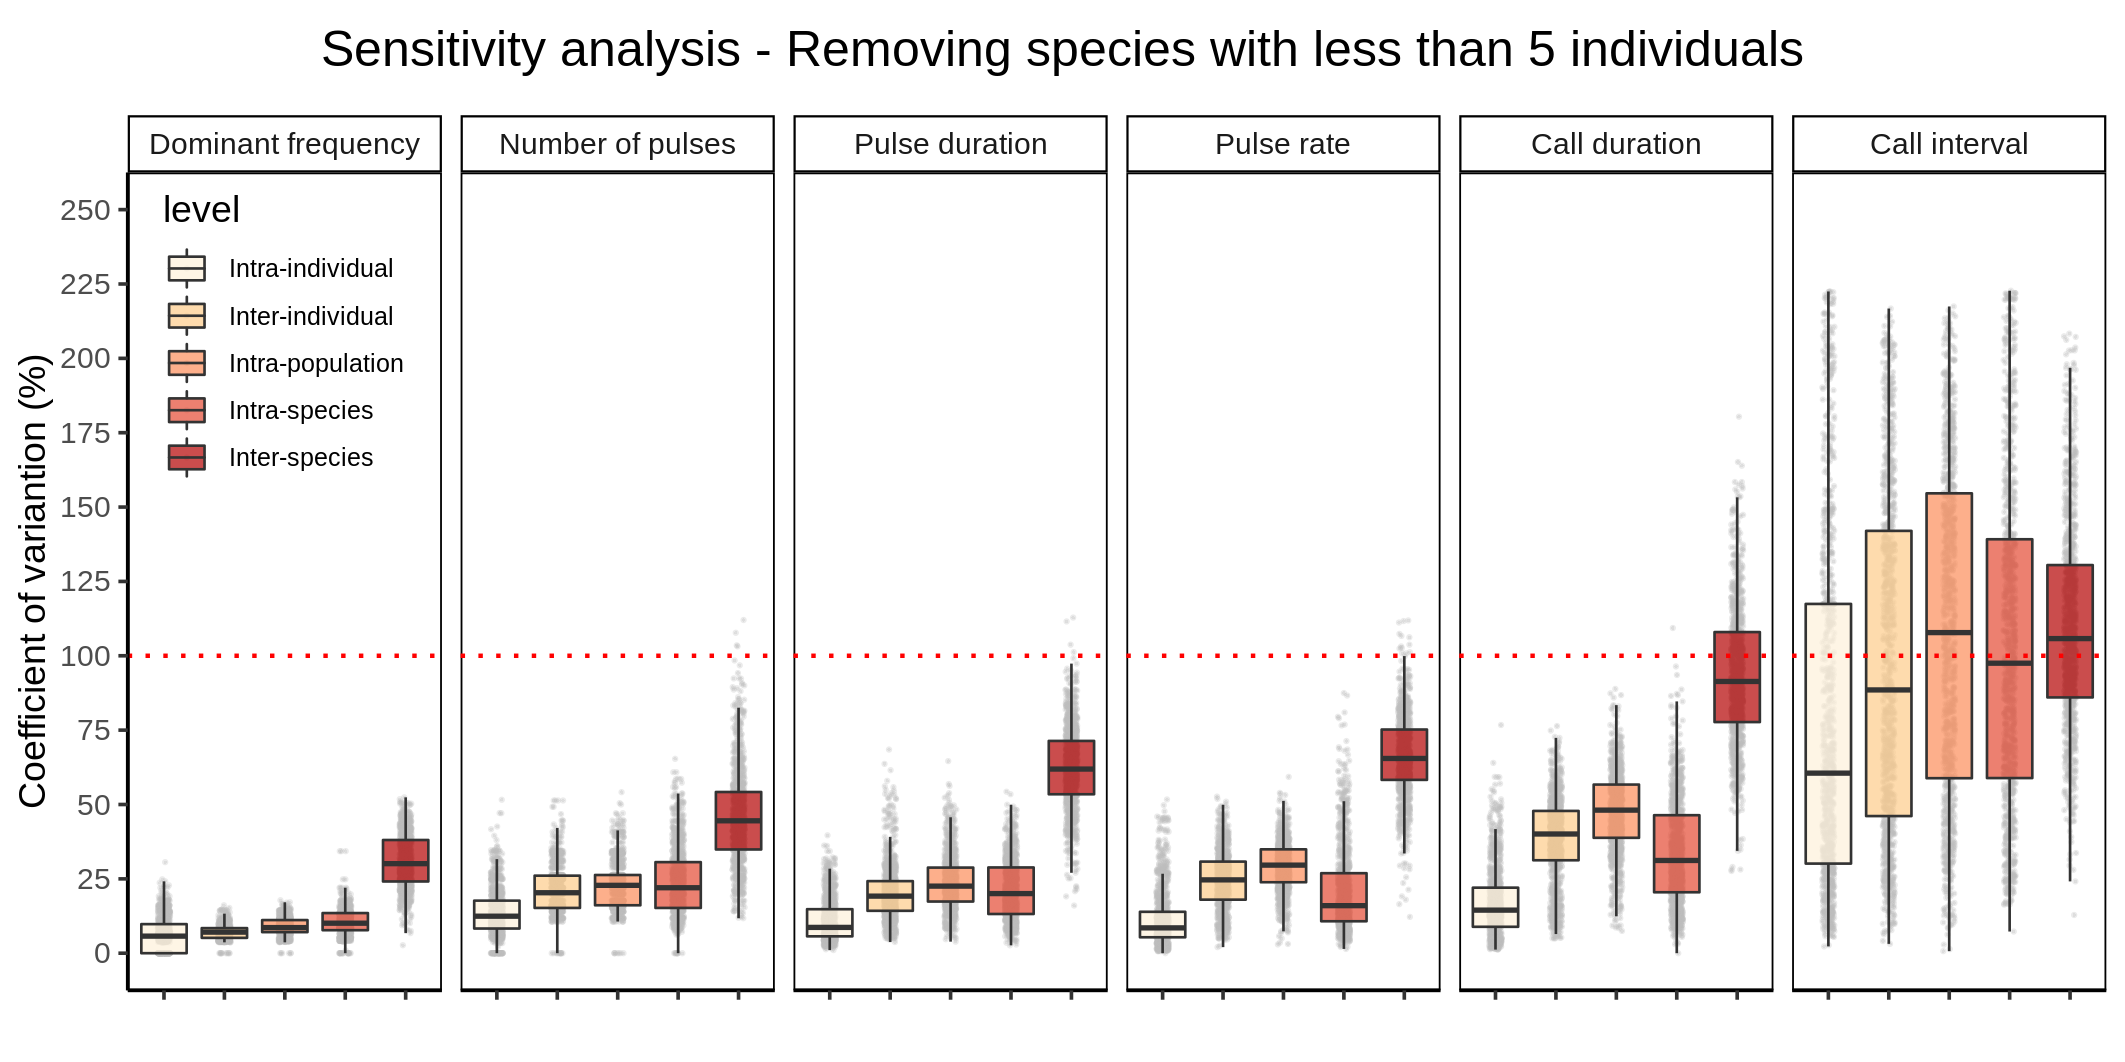 Sensitivity analysis - Removing species with less than 5 individuals
Dominant frequency
Number of pulses
Pulse duration
Pulse rate
Call duration
Call interval
Coefficient of variantion (%)
250
225
200
175
150
125
100
75
50
25
0
level
Intra-individual
Inter-individual
Intra-population
Intra-species
Inter-species